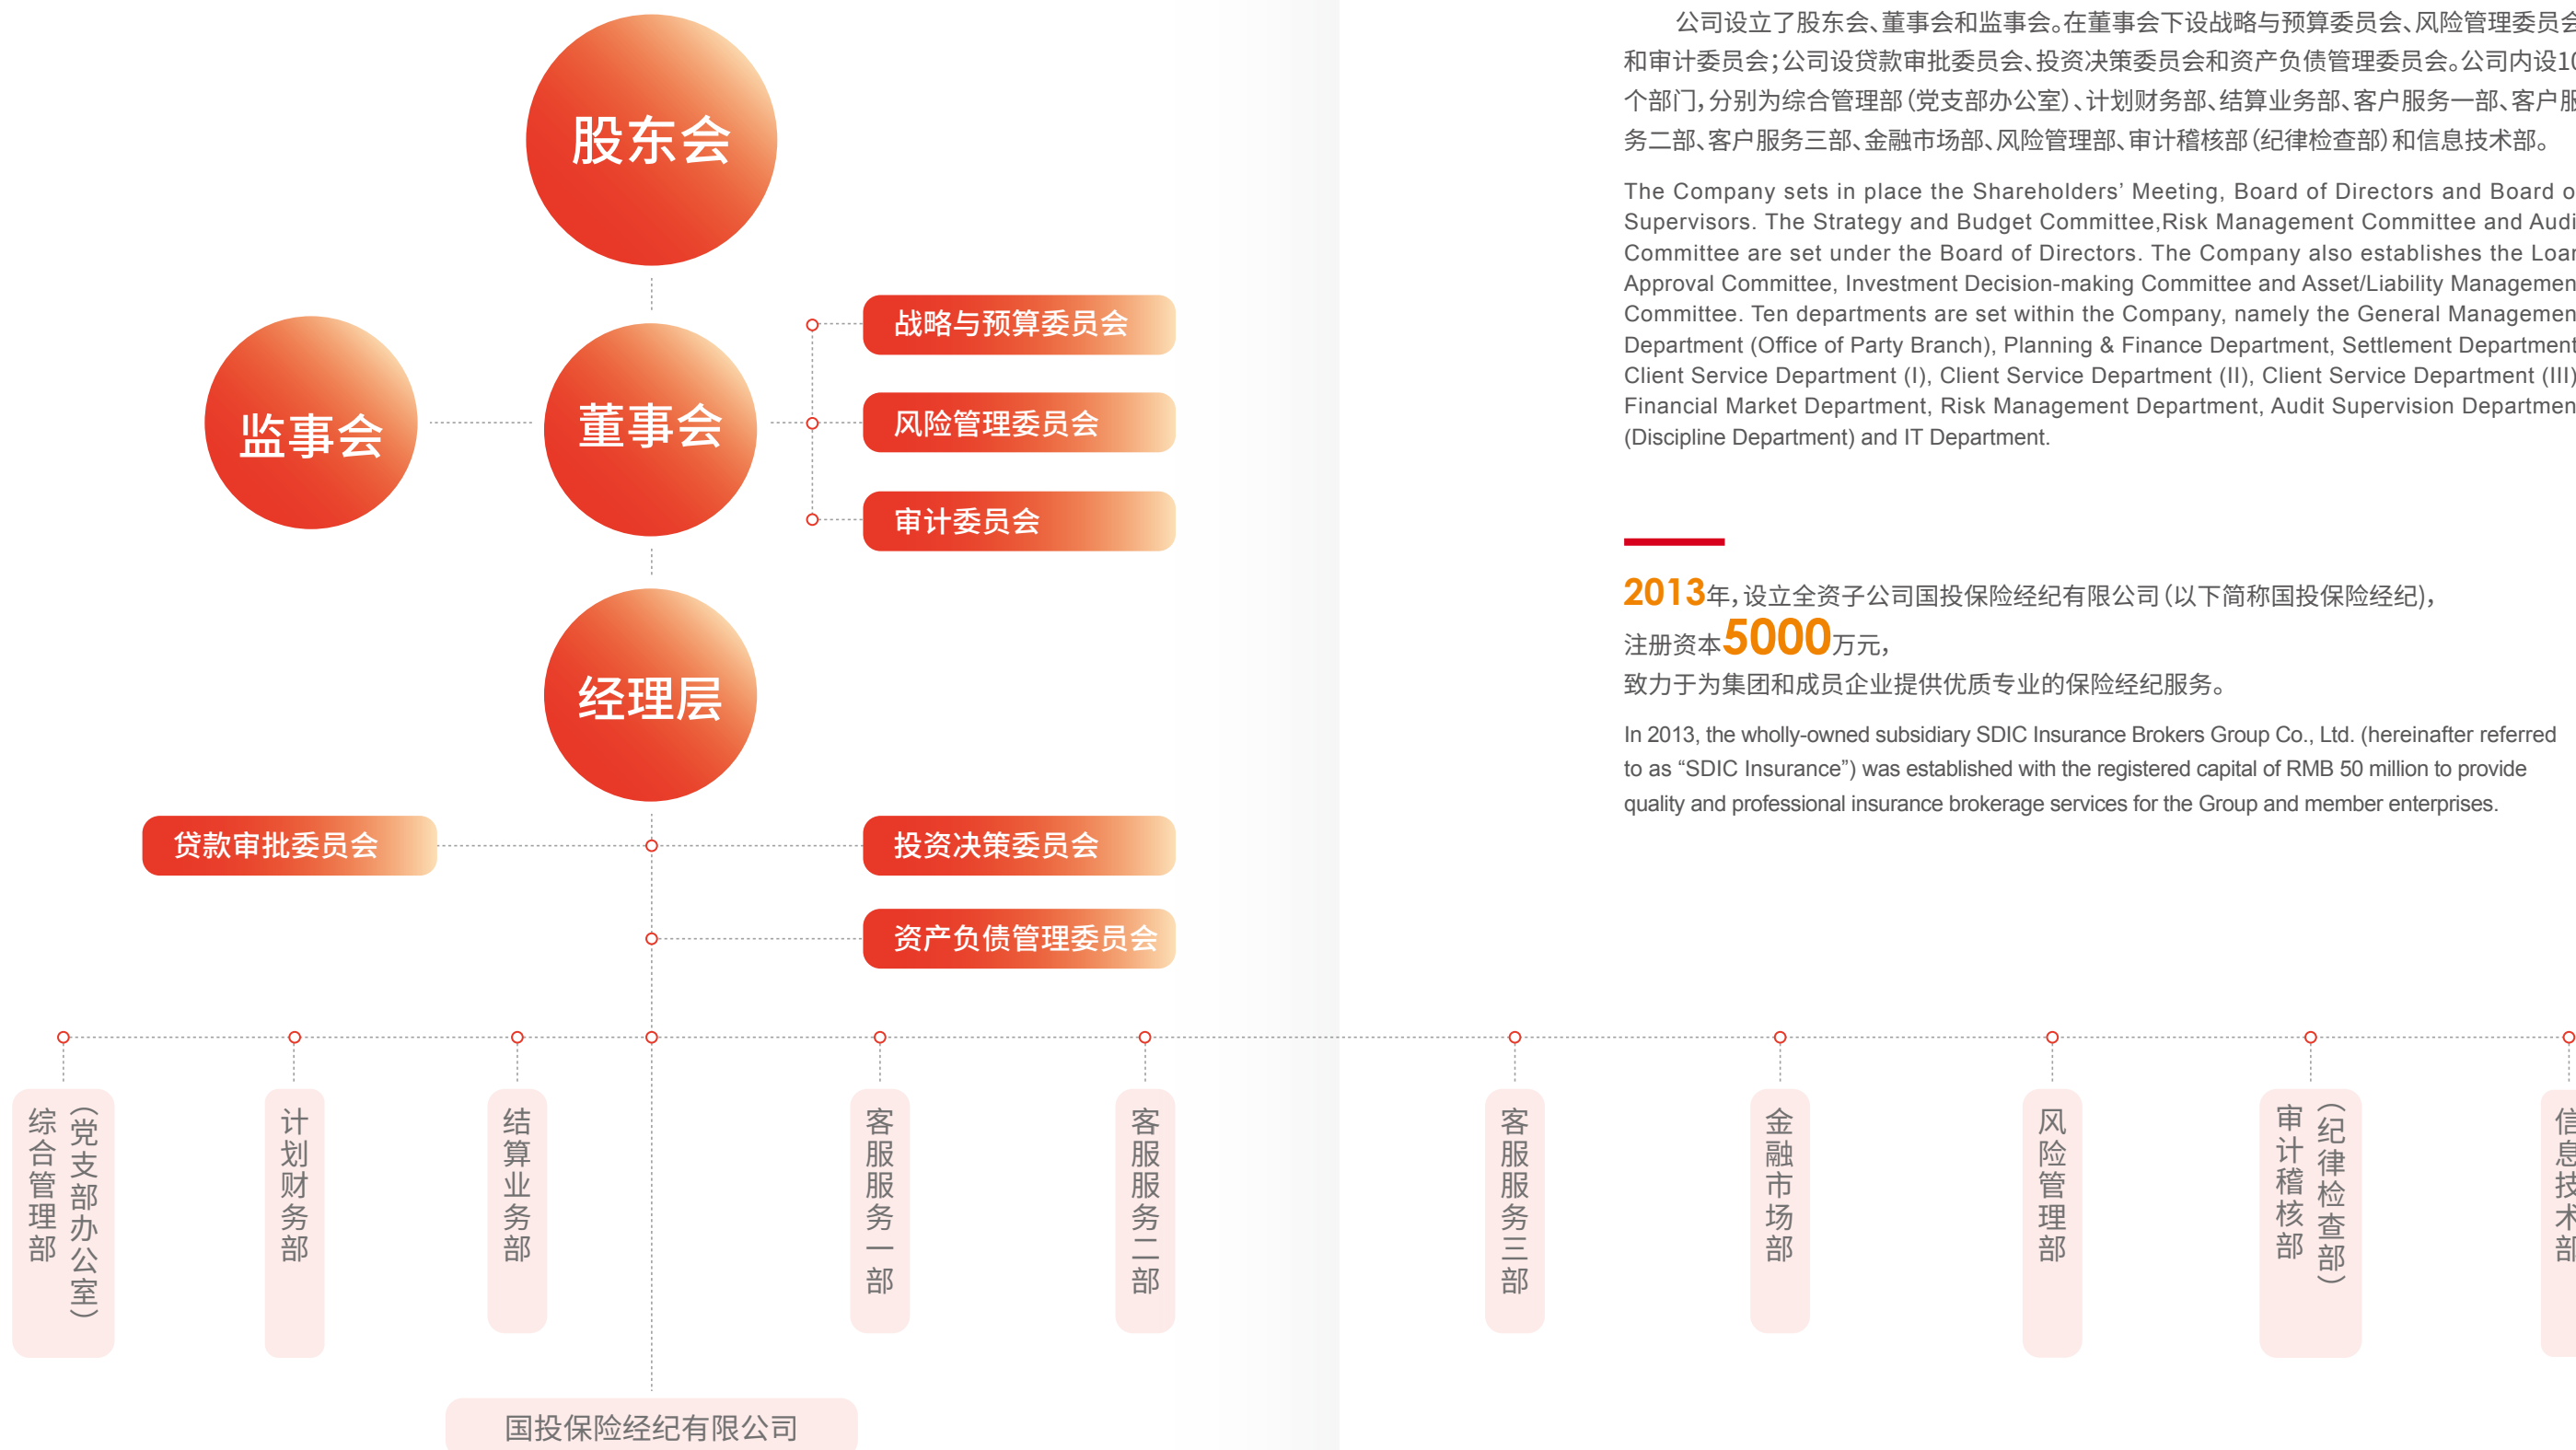 股东会
监事会
董事会
战略与预算委员会
风险管理委员会
审计委员会
经理层
贷款审批委员会
投资决策委员会
资产负债管理委员会
综合管理部
（党支部办公室）
计划财务部
结算业务部
客服服务一部
客服服务二部
客服服务三部
金融市场部
风险管理部
审计稽核部
（纪律检查部）
信息技术部
国投保险经纪有限公司
公司设立了股东会、董事会和监事会。在董事会下设战略与预算委员会、风险管理委员会
和审计委员会；公司设贷款审批委员会、投资决策委员会和资产负债管理委员会。公司内设10
个部门，分别为综合管理部（党支部办公室）、计划财务部、结算业务部、客户服务一部、客户服
务二部、客户服务三部、金融市场部、风险管理部、审计稽核部（纪律检查部）和信息技术部。
The Company sets in place the Shareholders’ Meeting, Board of Directors and Board o
Supervisors. The Strategy and Budget Committee,Risk Management Committee and Audi
Committee are set under the Board of Directors. The Company also establishes the Loan
Approval Committee, Investment Decision-making Committee and Asset/Liability Managemen
Committee. Ten departments are set within the Company, namely the General Managemen
Department (Office of Party Branch), Planning & Finance Department, Settlement Department
Client Service Department (I), Client Service Department (II), Client Service Department (III)
Financial Market Department, Risk Management Department, Audit Supervision Departmen
(Discipline Department) and IT Department.
2013年，设立全资子公司国投保险经纪有限公司（以下简称国投保险经纪），
注册资本5000万元，
致力于为集团和成员企业提供优质专业的保险经纪服务。
In 2013, the wholly-owned subsidiary SDIC Insurance Brokers Group Co., Ltd. (hereinafter referred
to as “SDIC Insurance”) was established with the registered capital of RMB 50 million to provide
quality and professional insurance brokerage services for the Group and member enterprises.